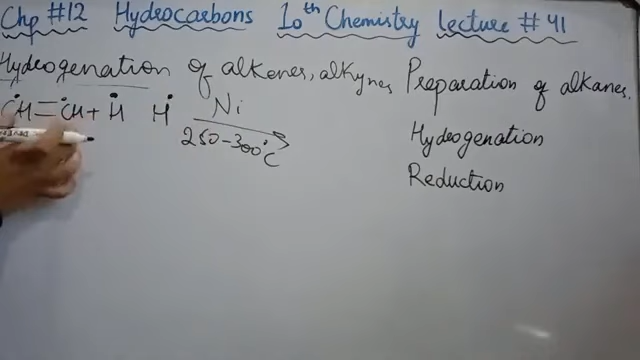 Chp #12 Hydrocarbons 10th Chemistry lecture # 41
Hydrogenation of alkenes, alkynes
Preparation of alkanes.
CH=CH + H H Ni
250-300°C
Hydrogenation
Reduction